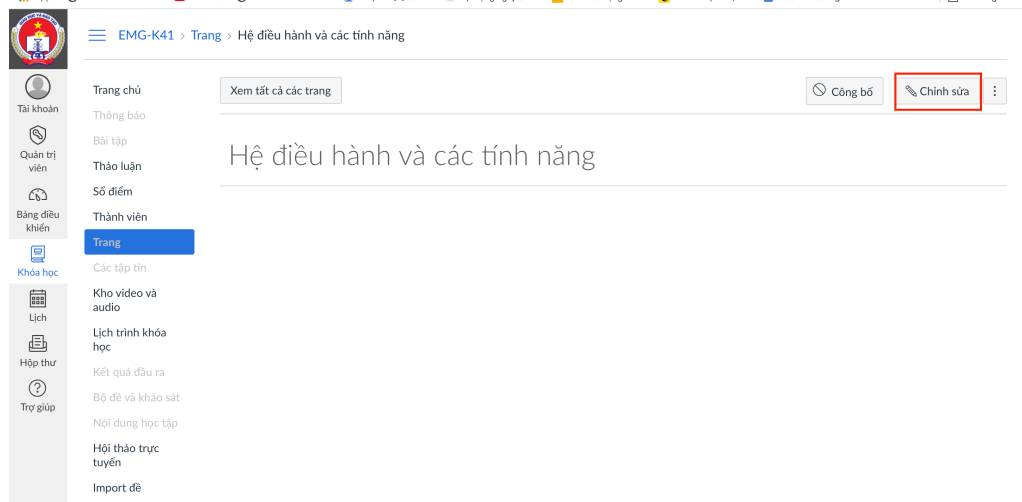 EMG-K41 > Trang > Hệ điều hành và các tính năng
Tài khoản
Quản trị
viên
Bảng điều
khiển
Khóa học
Lịch
Hộp thư
Trợ giúp
Trang chủ
Thông báo
Bài tập
Thảo luận
Sổ điểm
Thành viên
Trang
Các tập tin
Kho video và
audio
Lịch trình khóa
học
Kết quả đầu ra
Bộ đề và khảo sát
Nội dung học tập
Hội thảo trực
tuyến
Import đề
Xem tất cả các trang
Công bố
Chỉnh sửa
Hệ điều hành và các tính năng